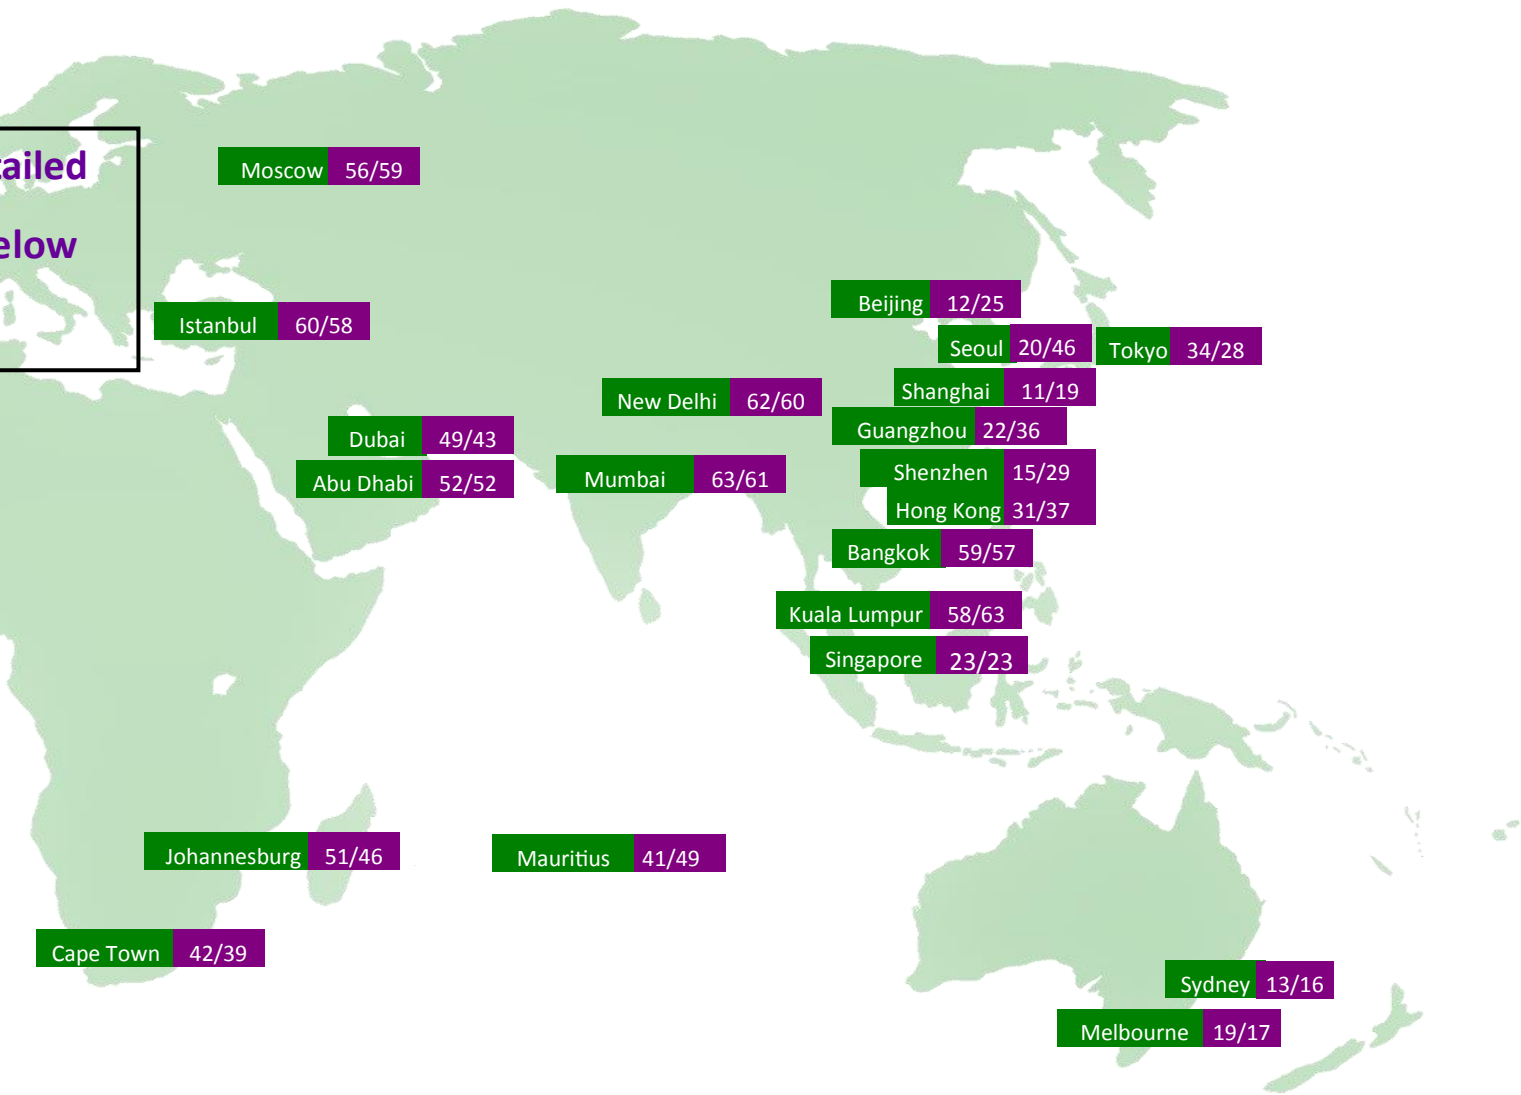 tailed
elow
Moscow 56/59
Istanbul 60/58
Beijing 12/25
Seoul 20/46
Tokyo 34/28
Shanghai 11/19
New Delhi 62/60
Guangzhou 22/36
Dubai 49/43
Shenzhen 15/29
Abu Dhabi 52/52
Mumbai 63/61
Hong Kong 31/37
Bangkok 59/57
Kuala Lumpur 58/63
Singapore 23/23
Johannesburg 51/46
Mauritius 41/49
Cape Town 42/39
Sydney 13/16
Melbourne 19/17